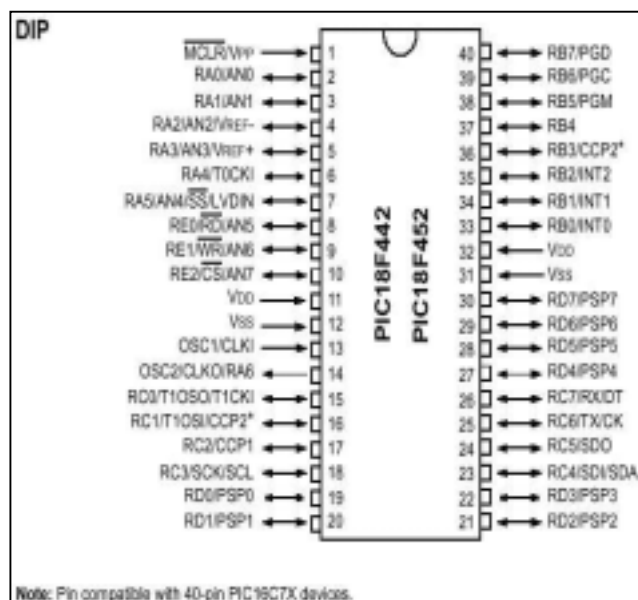 DIP
MCLR/VPP 1 40 RB7/PGD
RA0/AN0 2 39 RB6/PGC
RA1/AN1 3 38 RB5/PGM
RA2/AN2/VREF- 4 37 RB4
RA3/AN3/VREF+ 5 36 RB3/CCP2*
RA4/T0CKI 6 35 RB2/INT2
RA5/AN4/SS/LVDIN 7 34 RB1/INT1
RE0/RD/AN5 8 33 RB0/INT0
RE1/WR/AN6 9 32 VDD
RE2/CS/AN7 10 31 VSS
VDD 11 30 RD7/PSP7
VSS 12 29 RD6/PSP6
OSC1/CLKI 13 28 RD5/PSP5
OSC2/CLKO/RA6 14 27 RD4/PSP4
RC0/T1OSO/T1CKI 15 26 RC7/RX/DT
RC1/T1OSI/CCP2* 16 25 RC6/TX/CK
RC2/CCP1 17 24 RC5/SDO
RC3/SCK/SCL 18 23 RC4/SDI/SDA
RD0/PSP0 19 22 RD3/PSP3
RD1/PSP1 20 21 RD2/PSP2
PIC18F442
PIC18F452
Note: Pin compatible with 40-pin PIC16C7X devices.